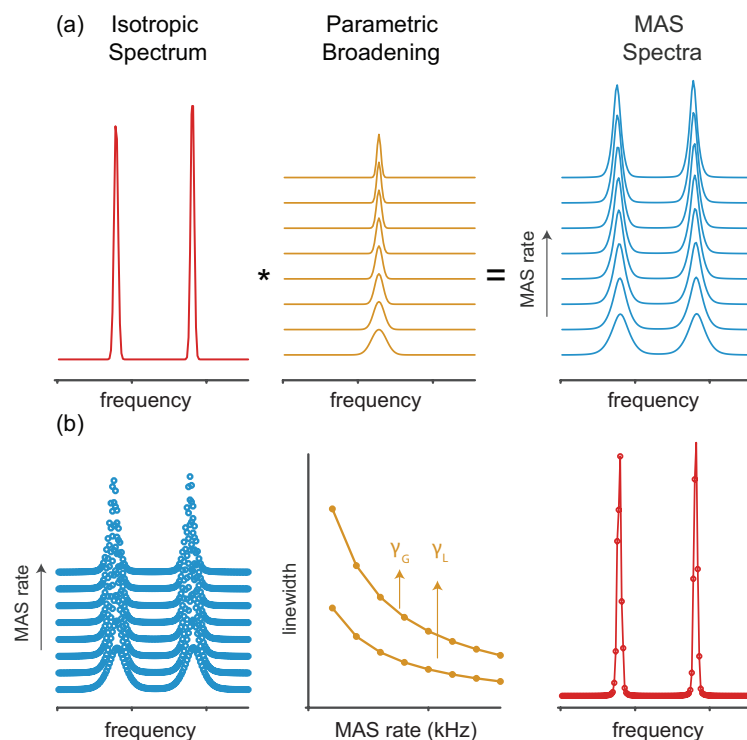 (a)
Isotropic
Spectrum
Parametric
Broadening
MAS
Spectra
*
=
MAS rate
frequency
frequency
frequency
(b)
MAS rate
γG
γL
linewidth
frequency
MAS rate (kHz)
frequency